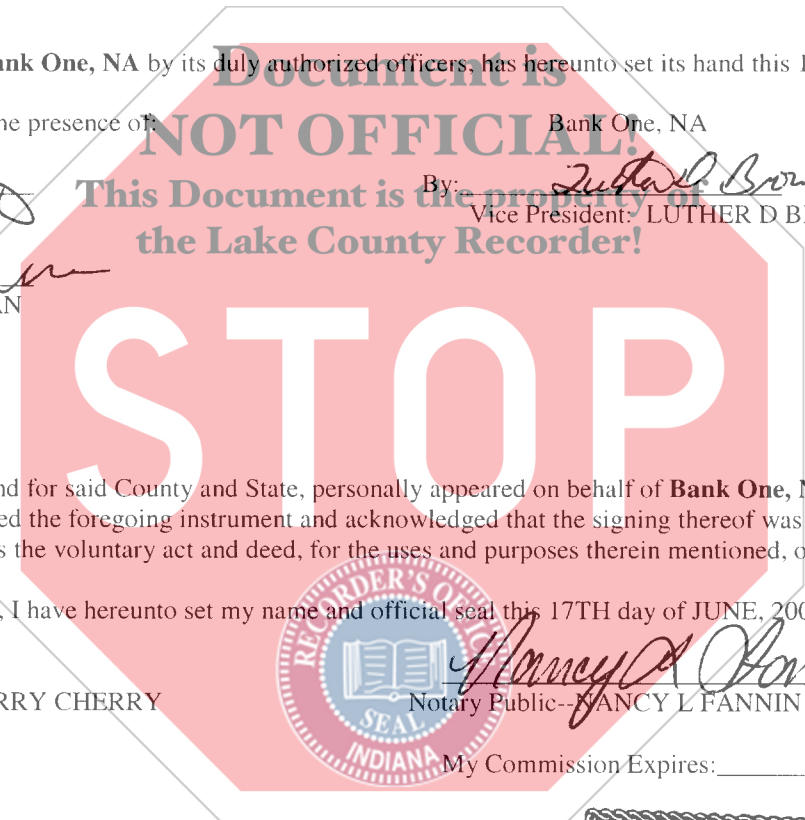 ank One, NA by its duly authorized officers, has hereunto set its hand this 1
Document is
he presence of:
Bank One, NA
NOT OFFICIAL!
By:
This Document is the property of
Vice President: LUTHER D B
the Lake County Recorder!
AN
STOP
nd for said County and State, personally appeared on behalf of Bank One, N
ed the foregoing instrument and acknowledged that the signing thereof was
s the voluntary act and deed, for the uses and purposes therein mentioned, o
, I have hereunto set my name and official seal this 17TH day of JUNE, 200
RECORDER'S OFFICE
SEAL
INDIANA
RRY CHERRY
Notary Public--NANCY L FANNIN
My Commission Expires: